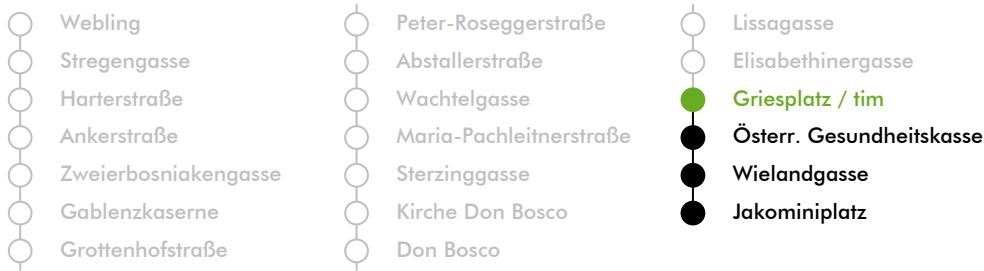 Webling
Stregengasse
Harterstraße
Ankerstraße
Zweierbosniakengasse
Gablenzkaserne
Grottenhofstraße
Peter-Roseggerstraße
Abstallerstraße
Wachtelgasse
Maria-Pachleitnerstraße
Sterzinggasse
Kirche Don Bosco
Don Bosco
Lissagasse
Elisabethinergasse
Griesplatz / tim
Österr. Gesundheitskasse
Wielandgasse
Jakominiplatz